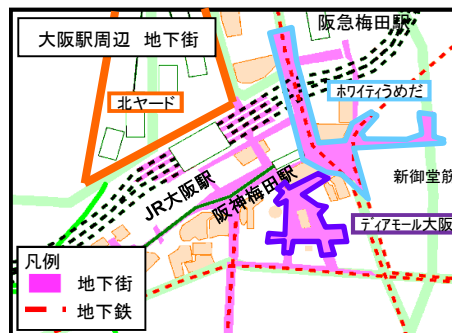 大阪駅周辺 地下街
阪急梅田駅
北ヤード
ホワイティうめだ
JR大阪駅
阪神梅田駅
新御堂筋
ディアモール大阪
凡例
地下街
地下鉄